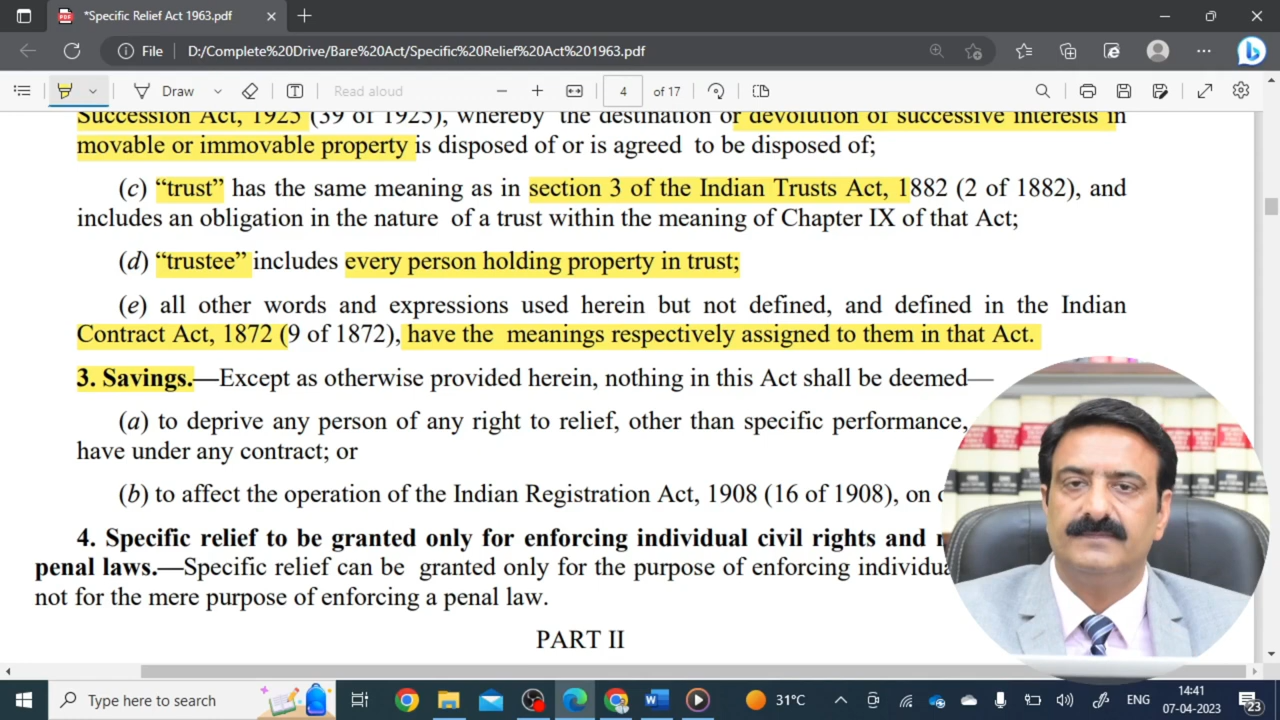 *Specific Relief Act 1963.pdf
File D:/Complete%20Drive/Bare%20Act/Specific%20Relief%20Act%201963.pdf
Draw Read aloud 4 of 17
Succession Act, 1925 (39 of 1925), whereby the destination or devolution of successive interests in
movable or immovable property is disposed of or is agreed to be disposed of;
(c) “trust” has the same meaning as in section 3 of the Indian Trusts Act, 1882 (2 of 1882), and
includes an obligation in the nature of a trust within the meaning of Chapter IX of that Act;
(d) “trustee” includes every person holding property in trust;
(e) all other words and expressions used herein but not defined, and defined in the Indian
Contract Act, 1872 (9 of 1872), have the meanings respectively assigned to them in that Act.
3. Savings.—Except as otherwise provided herein, nothing in this Act shall be deemed—
(a) to deprive any person of any right to relief, other than specific performance,
have under any contract; or
(b) to affect the operation of the Indian Registration Act, 1908 (16 of 1908), on
4. Specific relief to be granted only for enforcing individual civil rights and
penal laws.—Specific relief can be granted only for the purpose of enforcing
not for the mere purpose of enforcing a penal law.
PART II
Type here to search 31°C ENG 14:41
07-04-2023 23